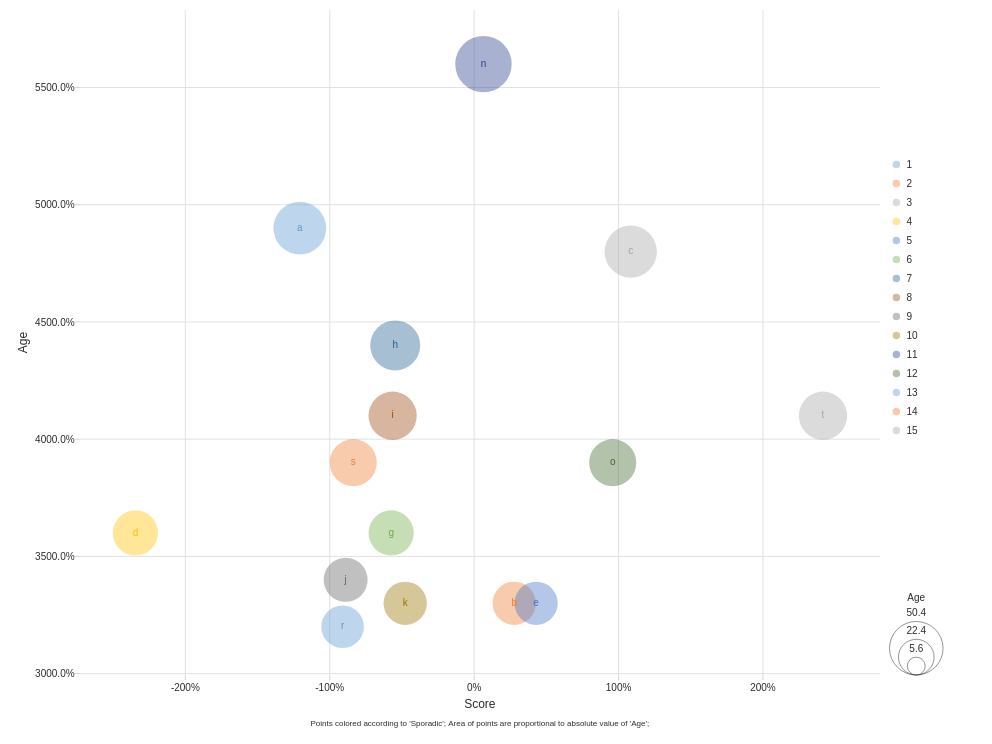 n
5500.0%
5000.0%
a
c
4500.0%
h
Age
i
t
4000.0%
s
o
d
g
3500.0%
j
k
b
e
r
3000.0%
-200%
-100%
0%
100%
200%
Score
Points colored according to 'Sporadic'; Area of points are proportional to absolute value of 'Age';
1
2
3
4
5
6
7
8
9
10
11
12
13
14
15
Age
50.4
22.4
5.6